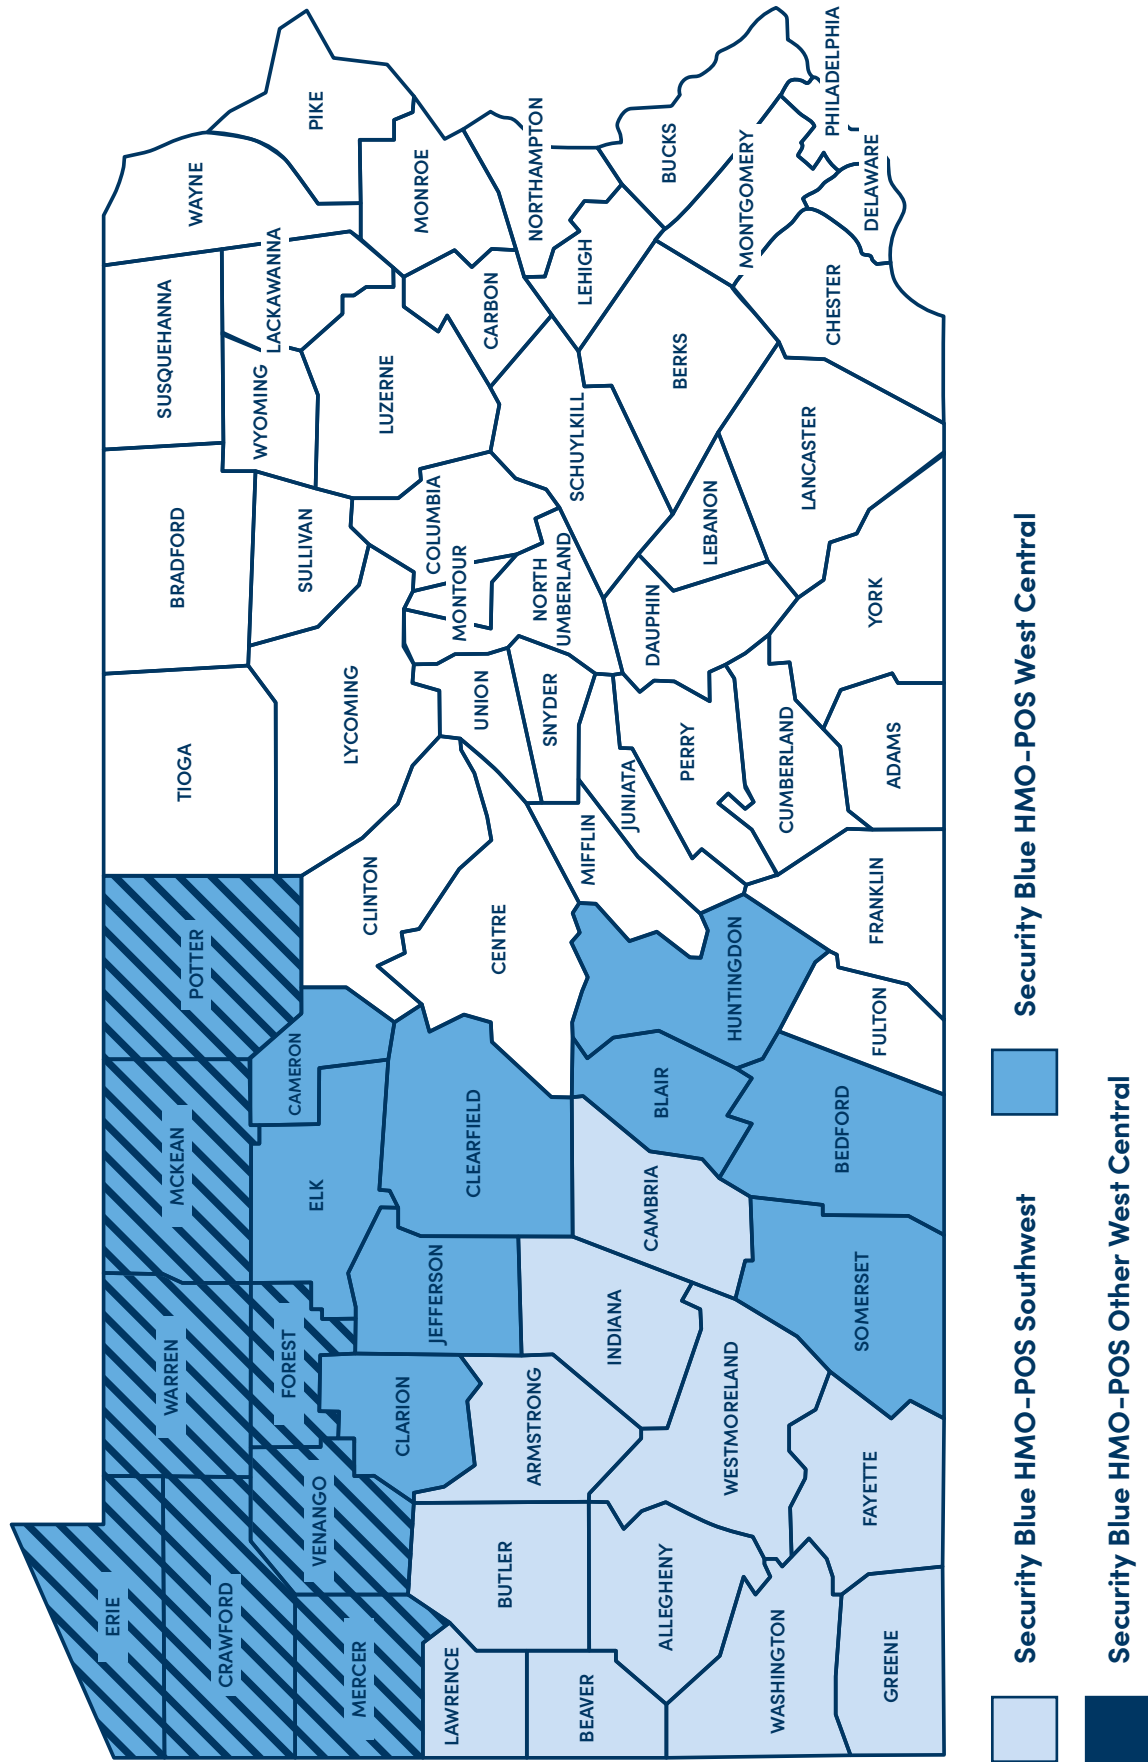 ERIE
CRAWFORD
MERCER
LAWRENCE
BEAVER
WASHINGTON
GREENE
ALLEGHENY
BUTLER
VENANGO
WARREN
FOREST
CLARION
ARMSTRONG
WESTMORELAND
FAYETTE
INDIANA
JEFFERSON
SOMERSET
MCKEAN
ELK
CLEARFIELD
CAMBRIA
BEDFORD
CAMERON
BLAIR
POTTER
HUNTINGDON
FULTON
CLINTON
CENTRE
FRANKLIN
MIFFLIN
JUNIATA
TIOGA
LYCOMING
UNION
SNYDER
PERRY
CUMBERLAND
ADAMS
BRADFORD
SULLIVAN
COLUMBIA
MONTOUR
NORTH
UMBERLAND
DAUPHIN
YORK
LEBANON
SUSQUEHANNA
WYOMING
LACKAWANNA
LUZERNE
SCHUYLKILL
LANCASTER
BERKS
CARBON
LEHIGH
CHESTER
WAYNE
PIKE
MONROE
NORTHAMPTON
BUCKS
MONTGOMERY
DELAWARE
PHILADELPHIA
Security Blue HMO-POS Southwest
Security Blue HMO-POS West Central
Security Blue HMO-POS Other West Central